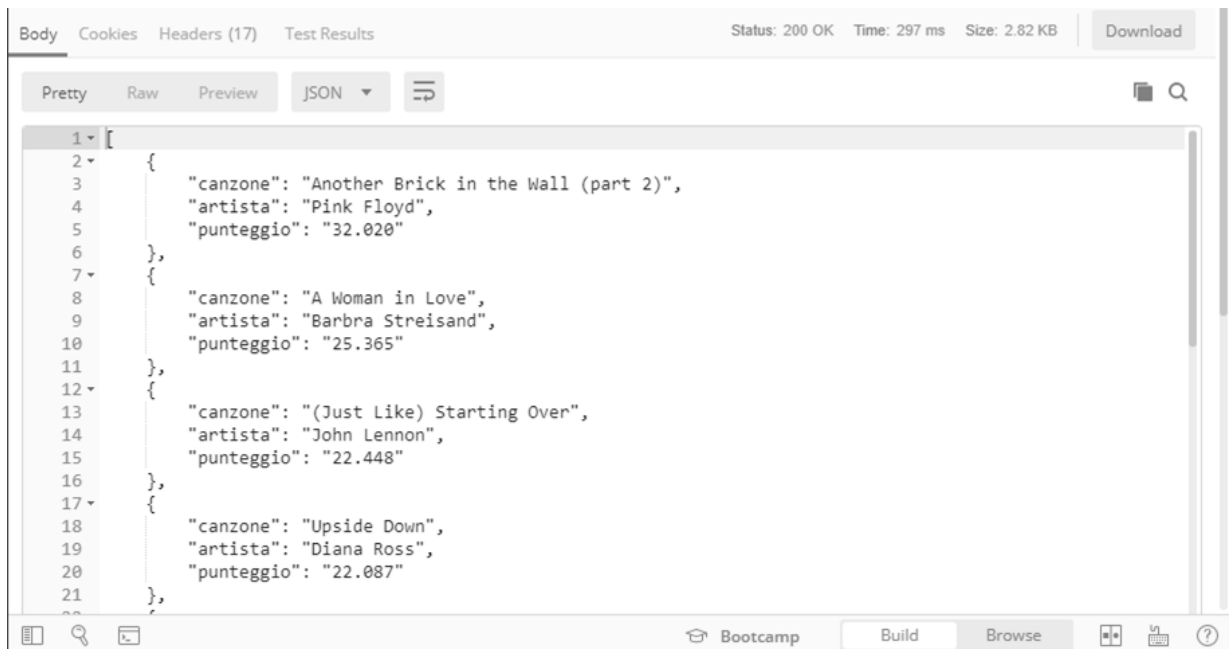 Body Cookies Headers (17) Test Results Status: 200 OK Time: 297 ms Size: 2.82 KB Download
Pretty Raw Preview JSON
1 [
2 {
3 "canzone": "Another Brick in the Wall (part 2)",
4 "artista": "Pink Floyd",
5 "punteggio": "32.020"
6 },
7 {
8 "canzone": "A Woman in Love",
9 "artista": "Barbra Streisand",
10 "punteggio": "25.365"
11 },
12 {
13 "canzone": "(Just Like) Starting Over",
14 "artista": "John Lennon",
15 "punteggio": "22.448"
16 },
17 {
18 "canzone": "Upside Down",
19 "artista": "Diana Ross",
20 "punteggio": "22.087"
21 },
Bootcamp Build Browse